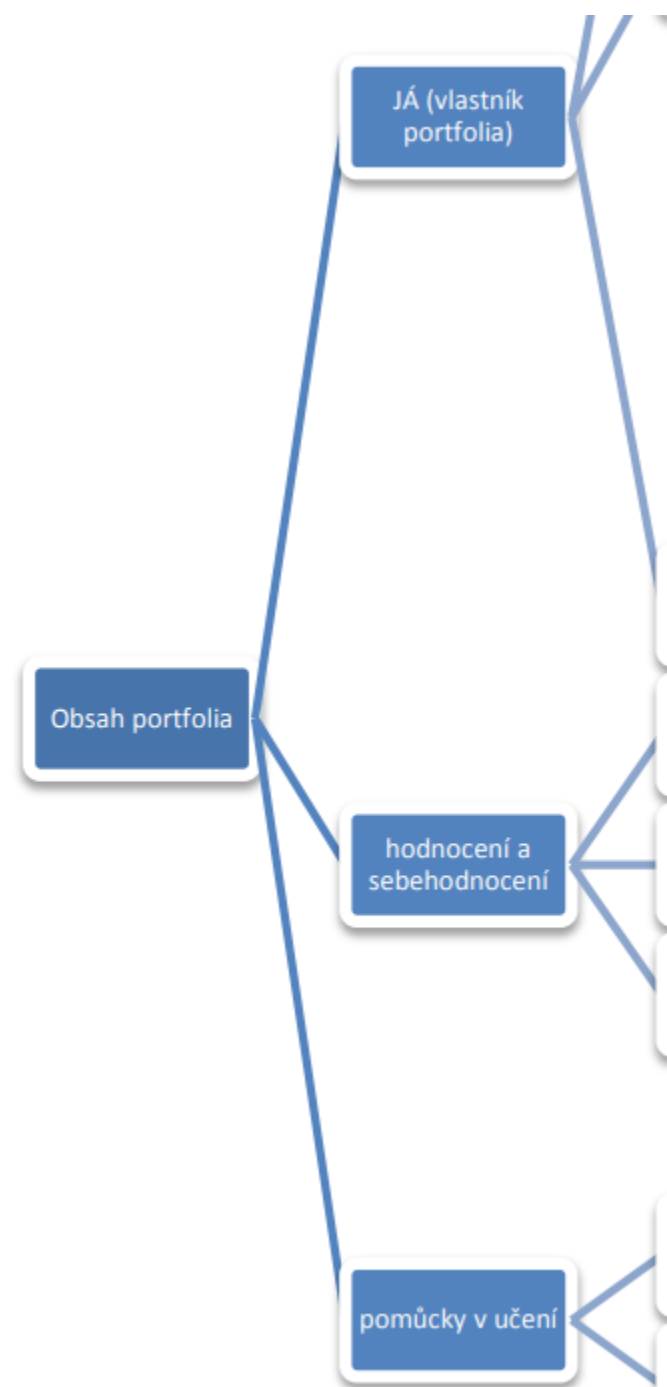 JÁ (vlastník
portfolia)
Obsah portfolia
hodnocení a
sebehodnocení
pomůcky v učení